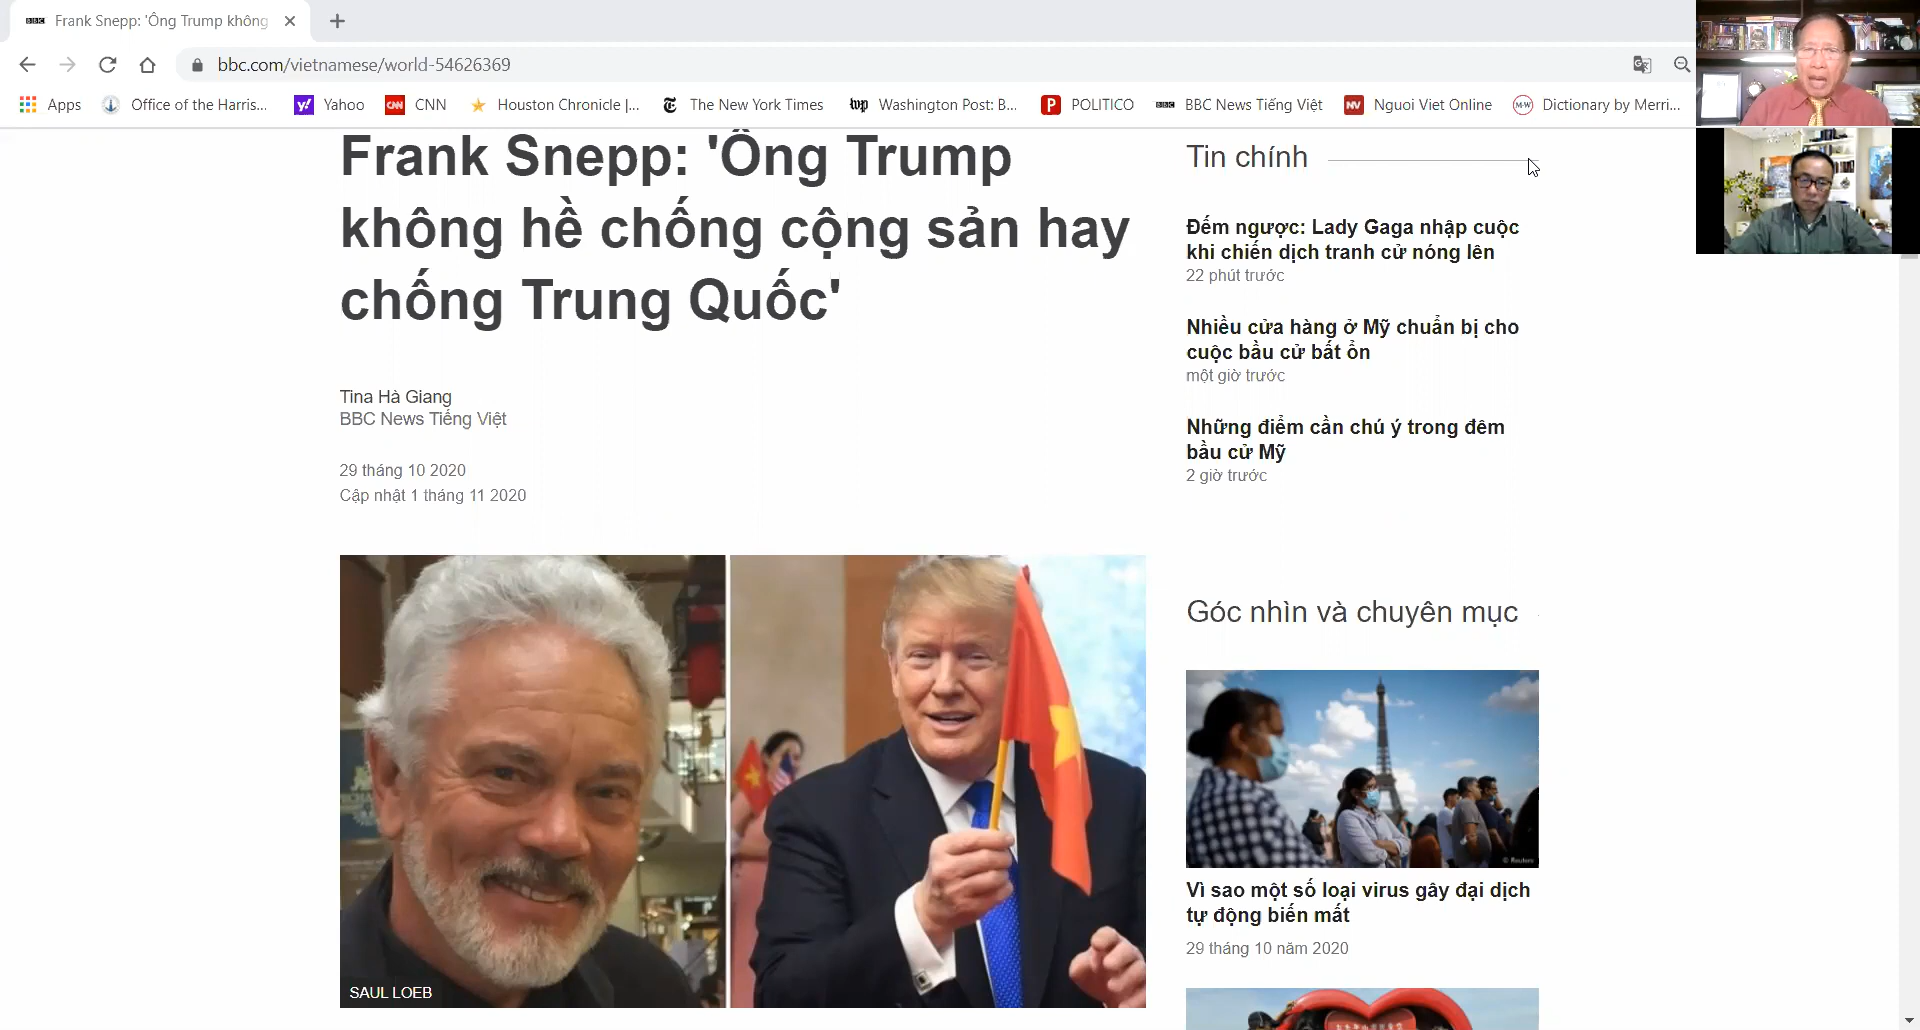 Frank Snepp: 'Ông Trump không
bbc.com/vietnamese/world-54626369
Apps
Office of the Harris...
Yahoo
CNN
Houston Chronicle |...
The New York Times
Washington Post: B...
POLITICO
BBC News Tiếng Việt
Nguoi Viet Online
Dictionary by Merri...
Frank Snepp: 'Ông Trump
không hề chống cộng sản hay
chống Trung Quốc'
Tina Hà Giang
BBC News Tiếng Việt
29 tháng 10 2020
Cập nhật 1 tháng 11 2020
SAUL LOEB
Tin chính
Đếm ngược: Lady Gaga nhập cuộc
khi chiến dịch tranh cử nóng lên
22 phút trước
Nhiều cửa hàng ở Mỹ chuẩn bị cho
cuộc bầu cử bất ổn
một giờ trước
Những điểm cần chú ý trong đêm
bầu cử Mỹ
2 giờ trước
Góc nhìn và chuyên mục
© Reuters
Vì sao một số loại virus gây đại dịch
tự động biến mất
29 tháng 10 năm 2020